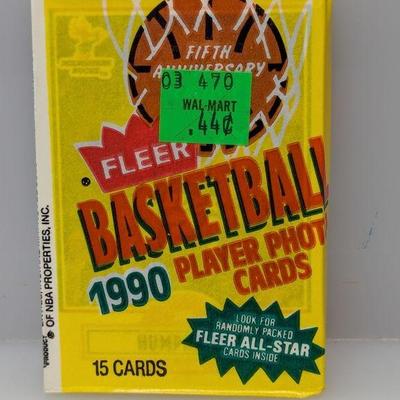 FIFTH
ANNIVERSARY
03 470
WAL-MART
.44¢
FLEER
BASKETBALL
1990 PLAYER PHOT
CARDS
LOOK FOR
RANDOMLY PACKED
FLEER ALL-STAR
CARDS INSIDE
15 CARDS
OF NBA PROPERTIES, INC.